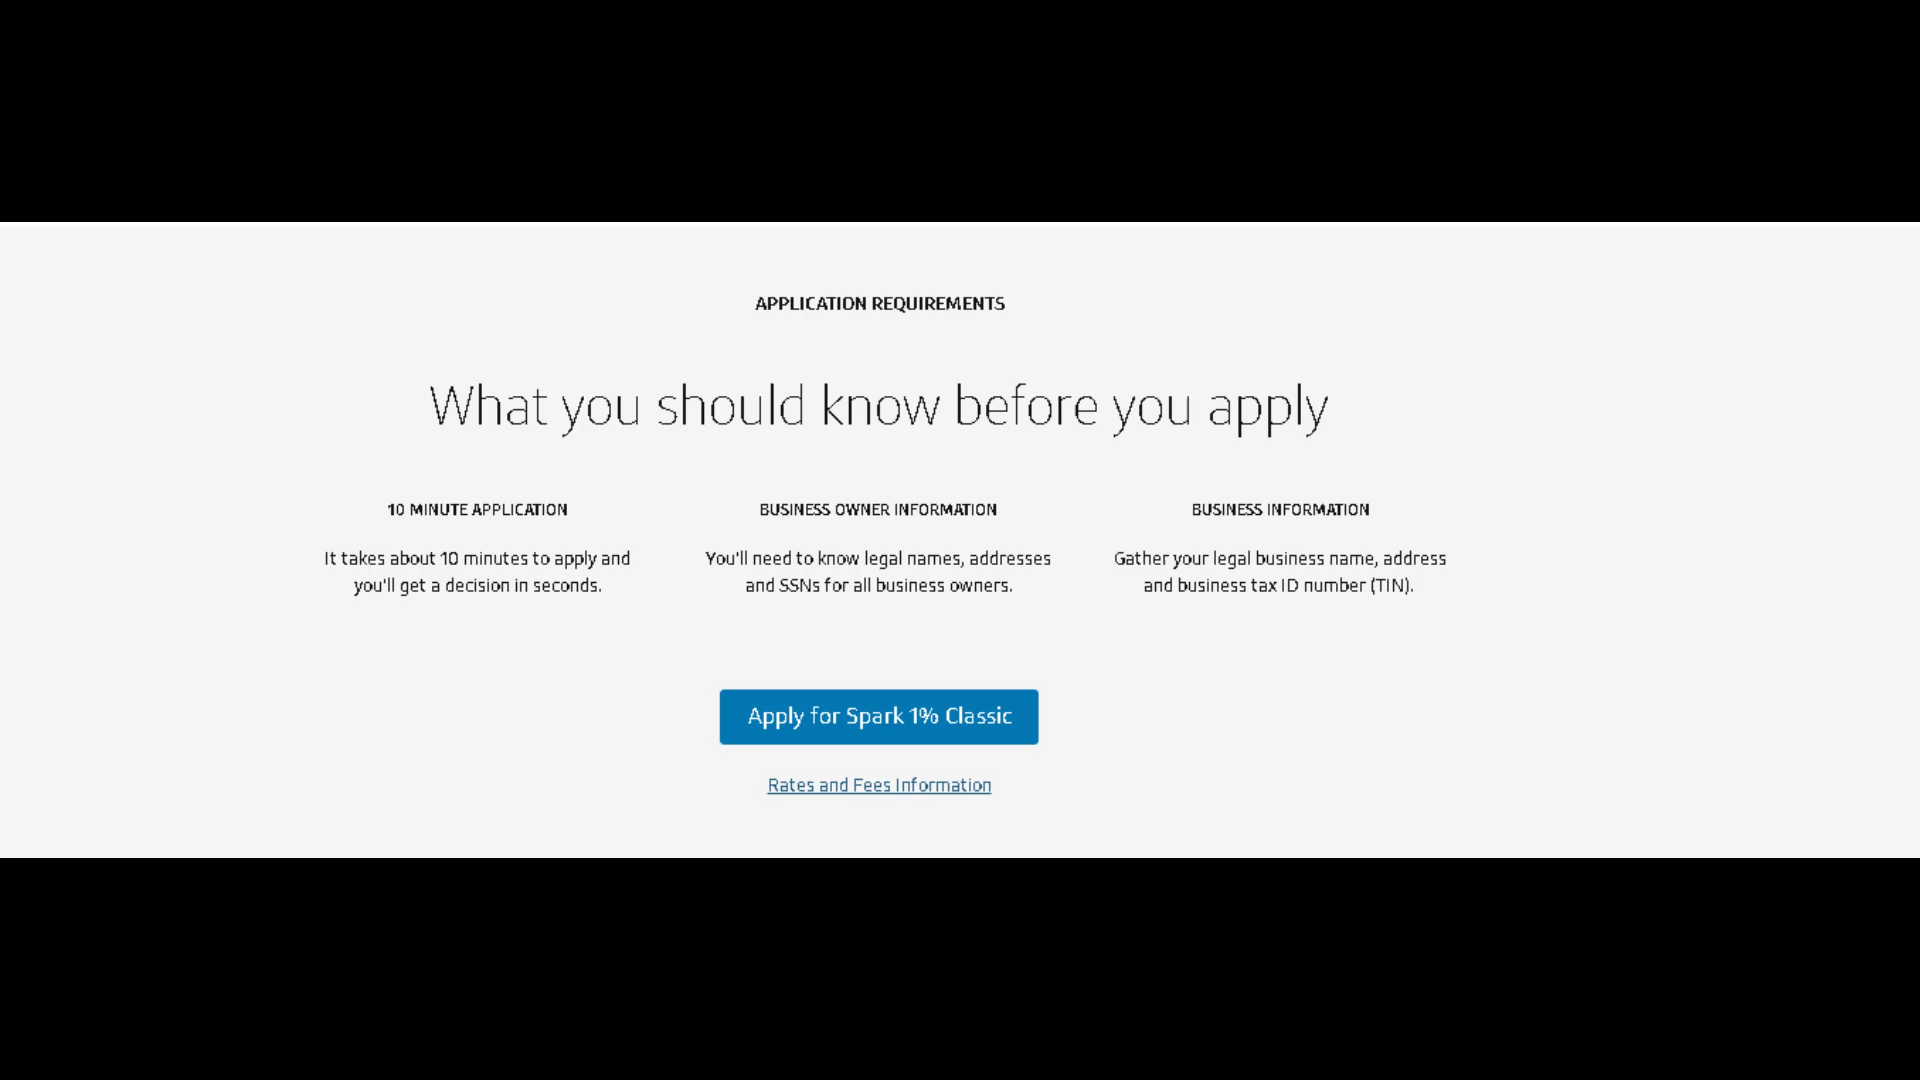 APPLICATION REQUIREMENTS
What you should know before you apply
10 MINUTE APPLICATION
It takes about 10 minutes to apply and
you'll get a decision in seconds.
BUSINESS OWNER INFORMATION
You'll need to know legal names, addresses
and SSNs for all business owners.
BUSINESS INFORMATION
Gather your legal business name, address
and business tax ID number (TIN).
Apply for Spark 1% Classic
Rates and Fees Information